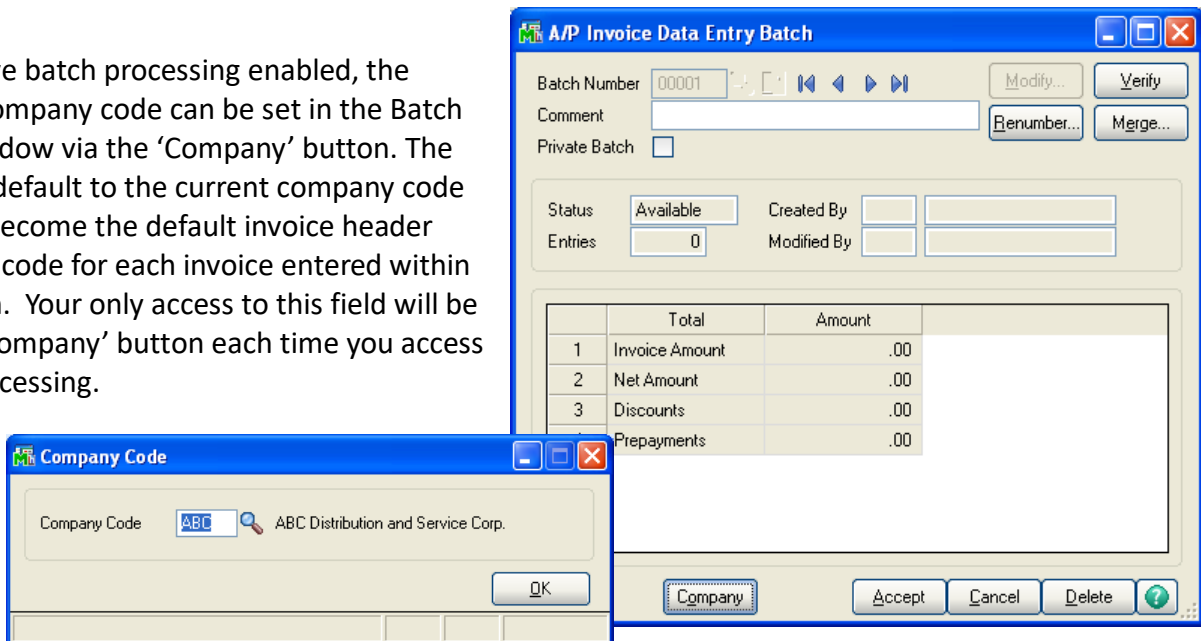 re batch processing enabled, the
ompany code can be set in the Batch
dow via the ‘Company’ button. The
default to the current company code
ecome the default invoice header
code for each invoice entered within
. Your only access to this field will be
ompany’ button each time you access
cessing.
A/P Invoice Data Entry Batch
Batch Number 00001 Modify... Verify
Comment Renumber... Merge...
Private Batch
Status Available Created By
Entries 0 Modified By
Total Amount
1 Invoice Amount .00
2 Net Amount .00
3 Discounts .00
Prepayments .00
Company Accept Cancel Delete
Company Code
Company Code ABC ABC Distribution and Service Corp.
OK